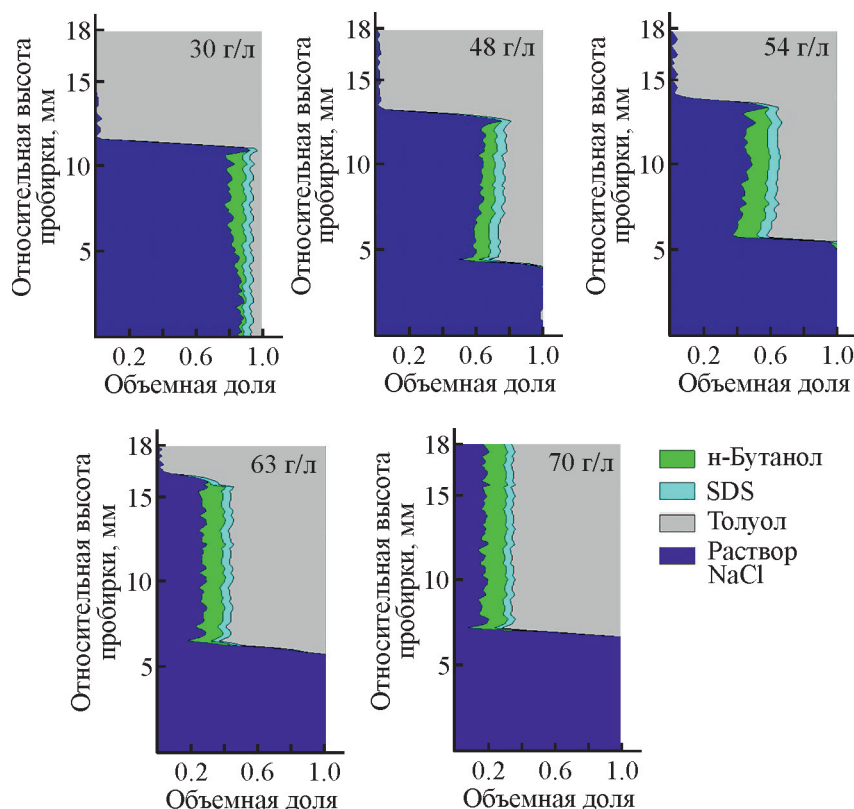 18
15
10
5
Относительная высота
пробирки, мм
30 г/л
0.2 0.6 1.0
Объемная доля
18
15
10
5
Относительная высота
пробирки, мм
48 г/л
0.2 0.6 1.0
Объемная доля
18
15
10
5
Относительная высота
пробирки, мм
54 г/л
0.2 0.6 1.0
Объемная доля
18
15
10
5
Относительная высота
пробирки, мм
63 г/л
0.2 0.6 1.0
Объемная доля
18
15
10
5
Относительная высота
пробирки, мм
70 г/л
0.2 0.6 1.0
Объемная доля
н-Бутанол
SDS
Толуол
Раствор
NaCl